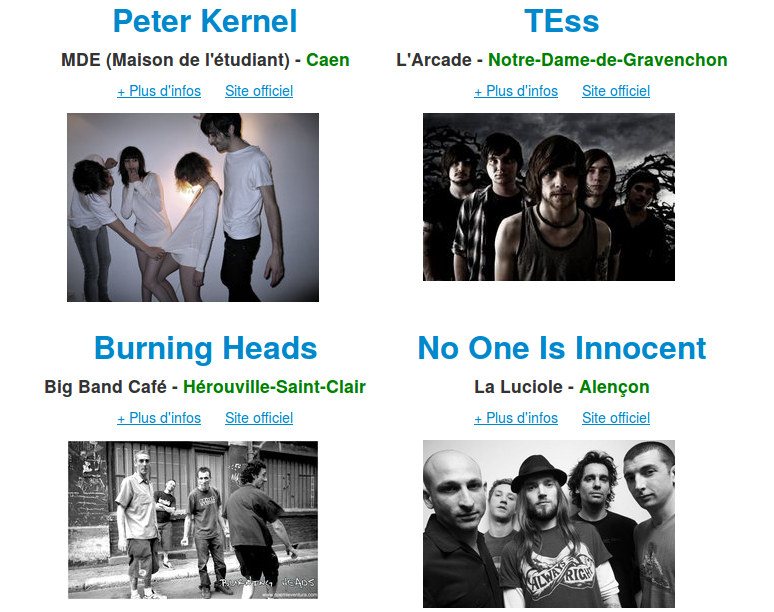 Peter Kernel
MDE (Maison de l'étudiant) - Caen
+ Plus d'infos Site officiel
TEss
L'Arcade - Notre-Dame-de-Gravenchon
+ Plus d'infos Site officiel
Burning Heads
Big Band Café - Hérouville-Saint-Clair
+ Plus d'infos Site officiel
BURNING HEADS
No One Is Innocent
La Luciole - Alençon
+ Plus d'infos Site officiel
ALWAYS
RIGHT